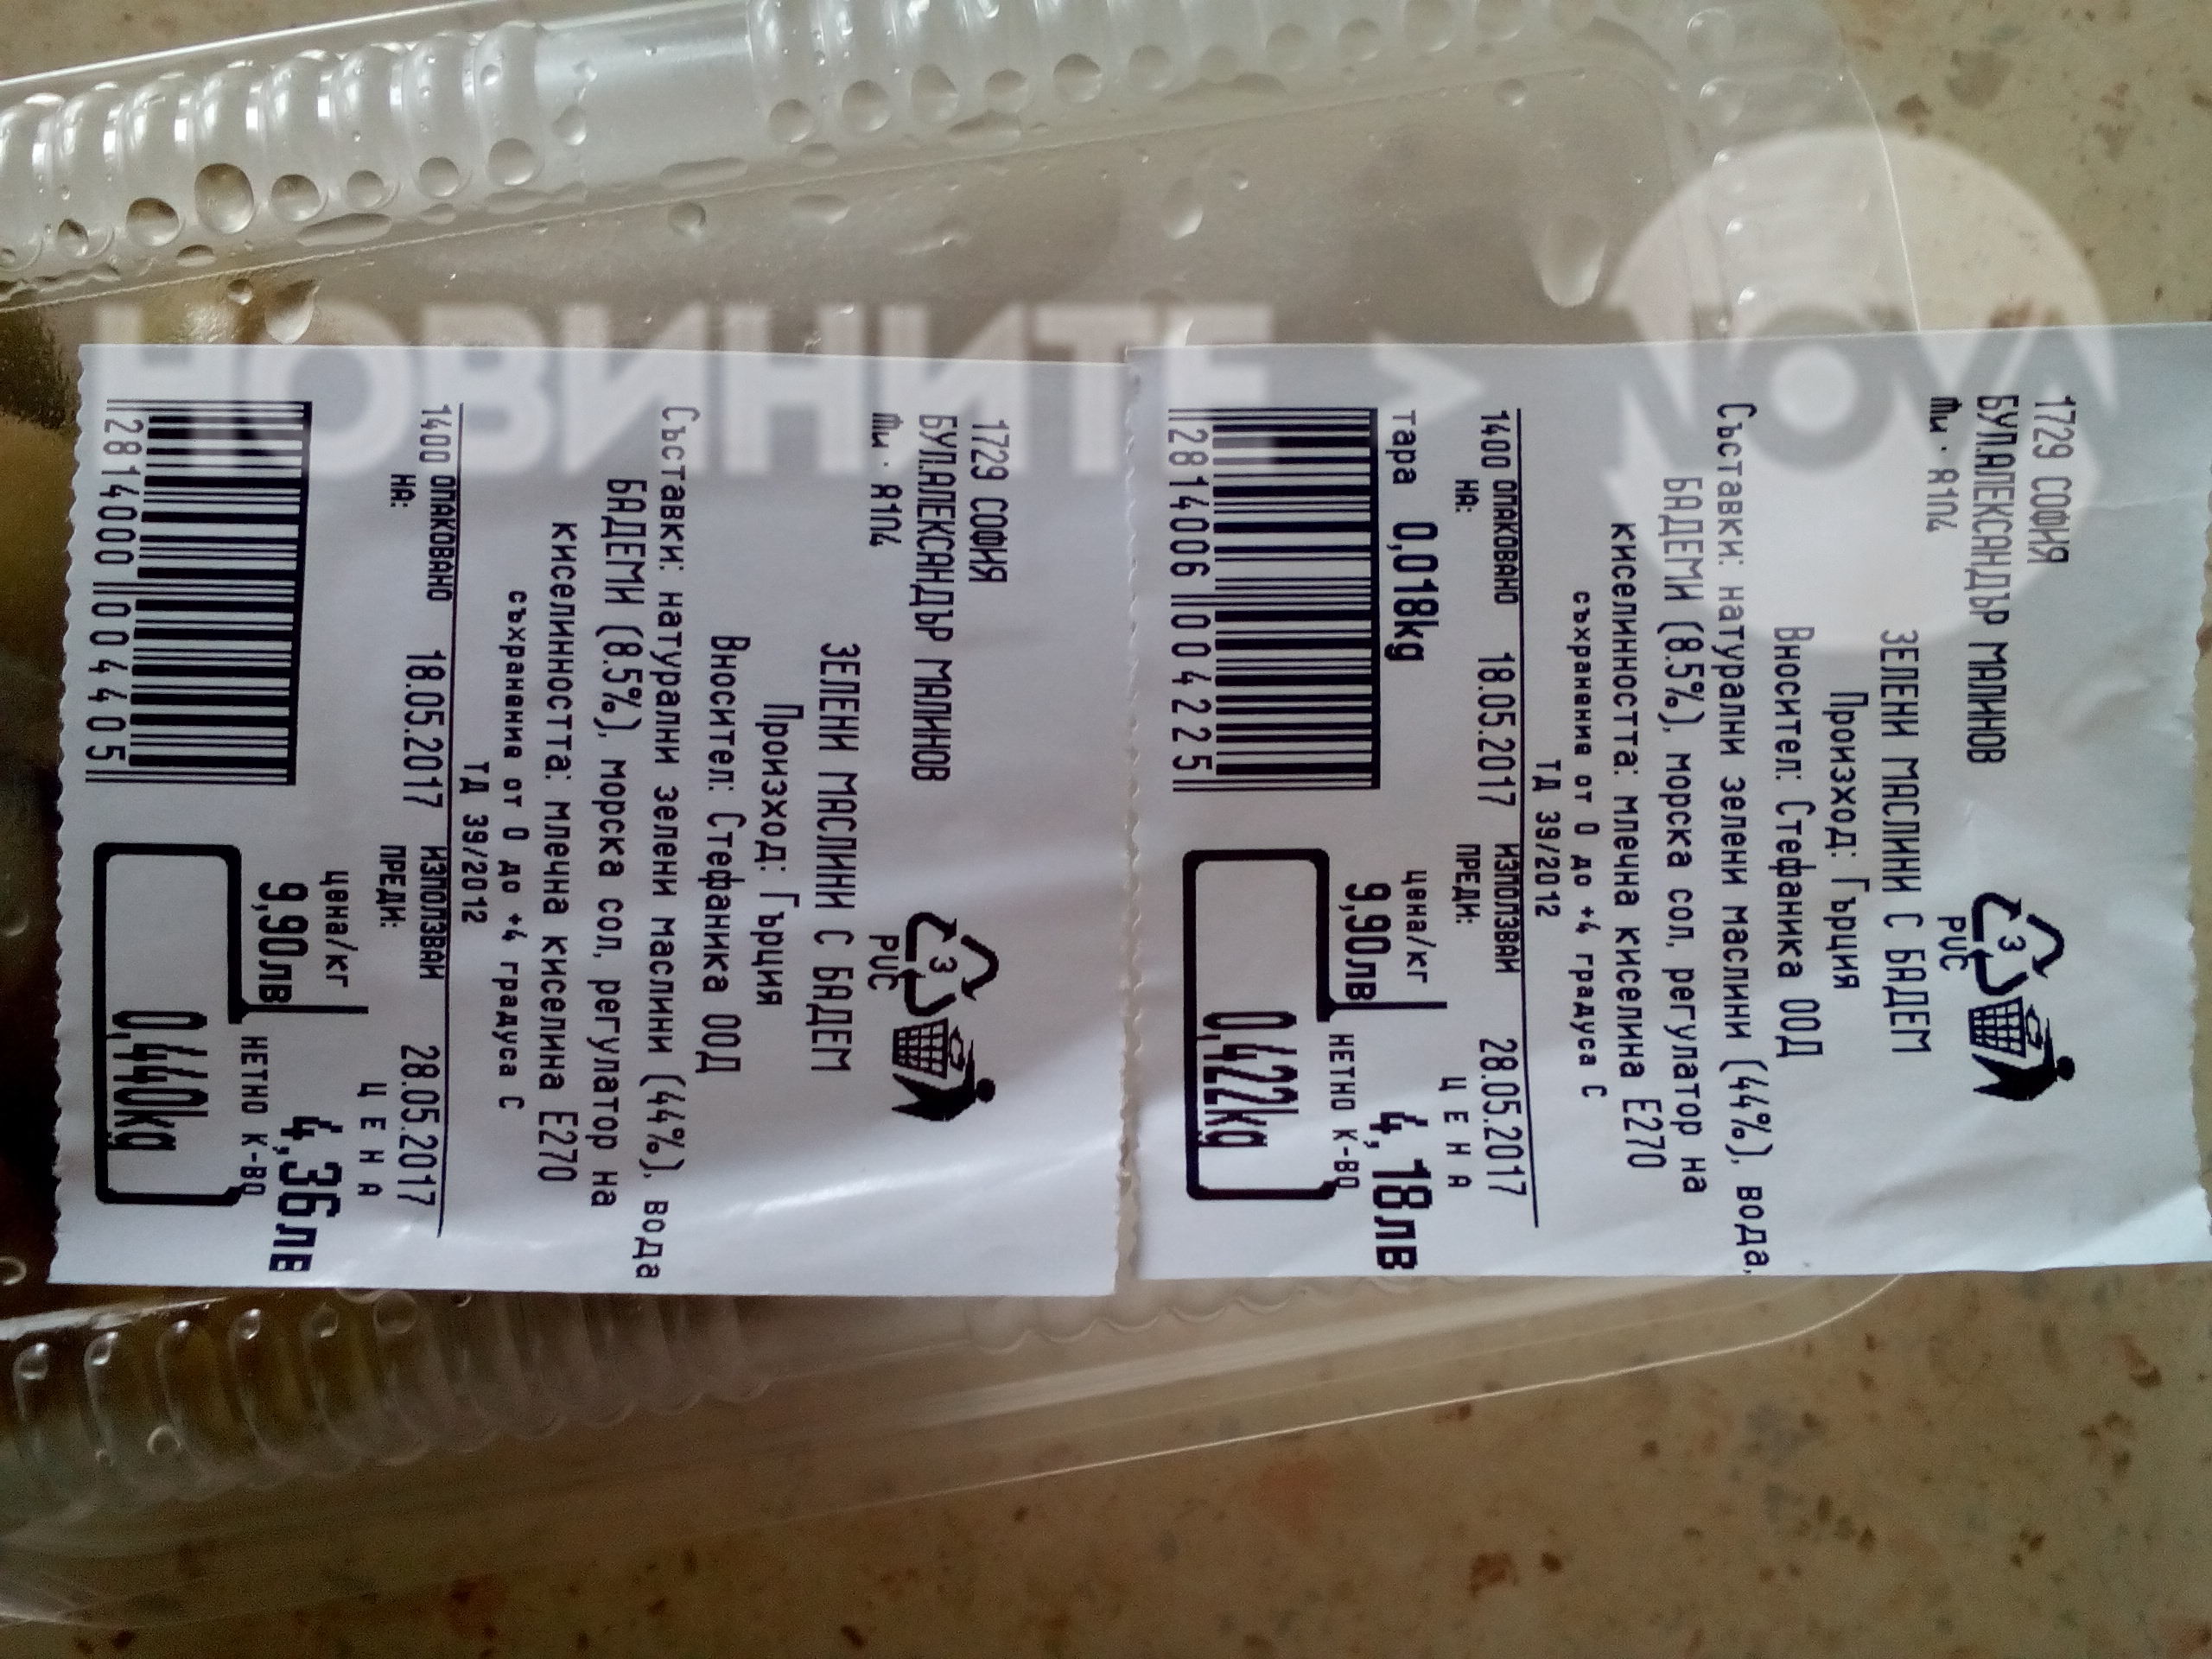 НОВИНИТЕ > NOVA
1729 СОФИЯ
БУЛ.АЛЕКСАНДЪР МАЛИНОВ
ЗЕЛЕНИ МАСЛИНИ С БАДЕМ
PVC
3
Произход: Гърция
Вносител: Стефаника ООД
Съставки: натурални зелени маслини (44%), вода,
БАДЕМИ (8.5%), морска сол, регулатор на
киселинността: млечна киселина Е270
съхранение от 0 до +4 градуса С
ТД 39/2012
1400 ОПАКОВАНО НА: 18.05.2017 ИЗПОЛЗВАЙ ПРЕДИ: 28.05.2017
тара 0,018kg
цена/кг
9,90лв
ЦЕНА
4,18лв
НЕТНО К-ВО
0,422kg
2814006004225
1729 СОФИЯ
БУЛ.АЛЕКСАНДЪР МАЛИНОВ
ЗЕЛЕНИ МАСЛИНИ С БАДЕМ
PVC
3
Произход: Гърция
Вносител: Стефаника ООД
Съставки: натурални зелени маслини (44%), вода
БАДЕМИ (8.5%), морска сол, регулатор на
киселинността: млечна киселина Е270
съхранение от 0 до +4 градуса С
ТД 39/2012
1400 ОПАКОВАНО НА: 18.05.2017 ИЗПОЛЗВАЙ ПРЕДИ: 28.05.2017
цена/кг
9,90лв
ЦЕНА
4,36лв
НЕТНО К-ВО
0,440kg
2814000004405